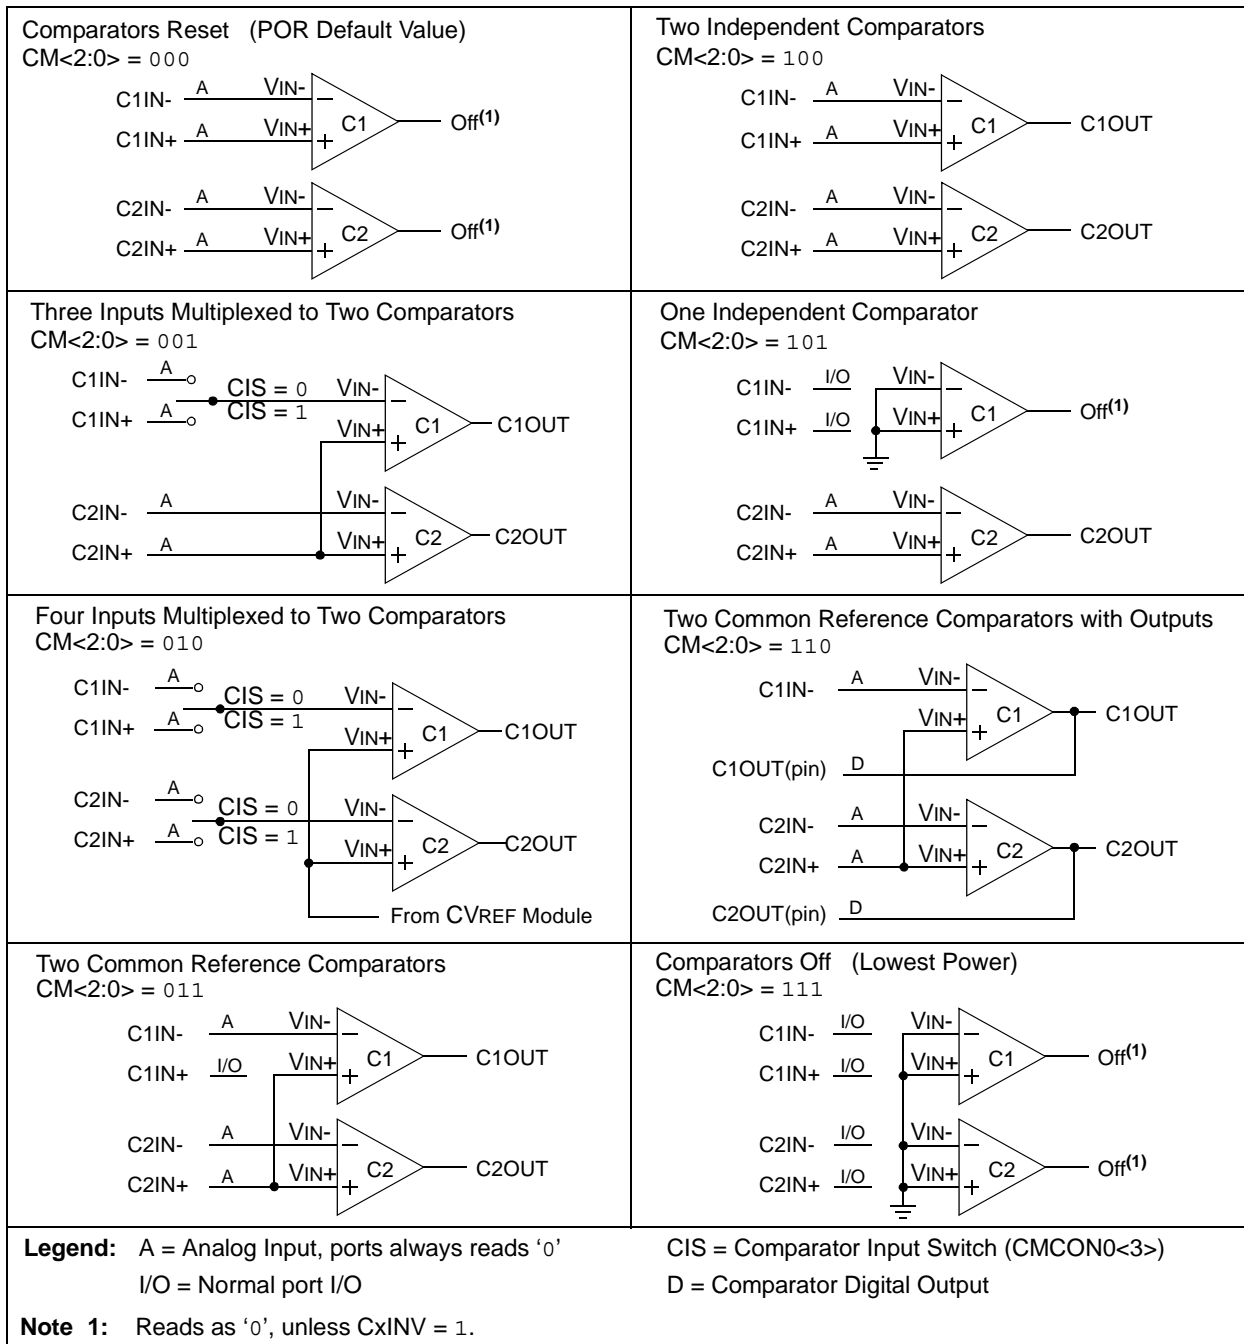 Comparators Reset (POR Default Value)
CM<2:0> = 000
C1IN- A VIN-
C1IN+ A VIN+ C1 Off(1)
C2IN- A VIN-
C2IN+ A VIN+ C2 Off(1)
Two Independent Comparators
CM<2:0> = 100
C1IN- A VIN-
C1IN+ A VIN+ C1 C1OUT
C2IN- A VIN-
C2IN+ A VIN+ C2 C2OUT
Three Inputs Multiplexed to Two Comparators
CM<2:0> = 001
C1IN- A CIS = 0 VIN-
C1IN+ A CIS = 1 VIN+ C1 C1OUT
C2IN- A VIN-
C2IN+ A VIN+ C2 C2OUT
One Independent Comparator
CM<2:0> = 101
C1IN- I/O VIN-
C1IN+ I/O VIN+ C1 Off(1)
C2IN- A VIN-
C2IN+ A VIN+ C2 C2OUT
Four Inputs Multiplexed to Two Comparators
CM<2:0> = 010
C1IN- A CIS = 0 VIN-
C1IN+ A CIS = 1 VIN+ C1 C1OUT
C2IN- A CIS = 0 VIN-
C2IN+ A CIS = 1 VIN+ C2 C2OUT
From CVREF Module
Two Common Reference Comparators with Outputs
CM<2:0> = 110
C1IN- A VIN-
VIN+ C1 C1OUT
C1OUT(pin) D
C2IN- A VIN-
C2IN+ A VIN+ C2 C2OUT
C2OUT(pin) D
Two Common Reference Comparators
CM<2:0> = 011
C1IN- A VIN-
C1IN+ I/O VIN+ C1 C1OUT
C2IN- A VIN-
C2IN+ A VIN+ C2 C2OUT
Comparators Off (Lowest Power)
CM<2:0> = 111
C1IN- I/O VIN-
C1IN+ I/O VIN+ C1 Off(1)
C2IN- I/O VIN-
C2IN+ I/O VIN+ C2 Off(1)
Legend: A = Analog Input, ports always reads ‘0’ CIS = Comparator Input Switch (CMCON0<3>)
I/O = Normal port I/O D = Comparator Digital Output
Note 1: Reads as ‘0’, unless CxINV = 1.